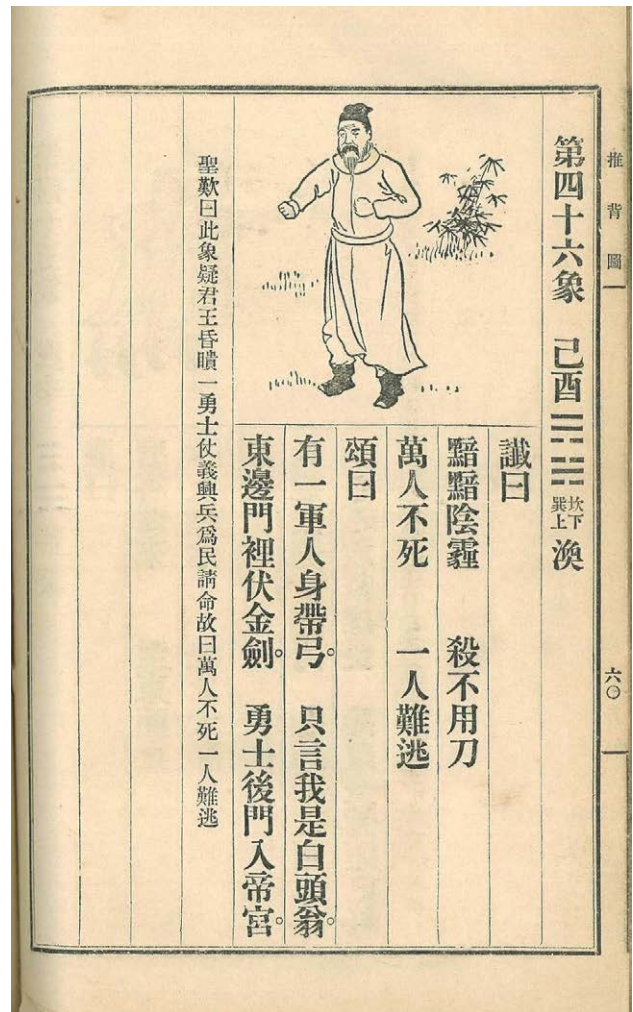 推背圖
六〇
第四十六象 己酉 坎下巽上 渙
讖曰
黯黯陰霾 殺不用刀
萬人不死 一人難逃
頌曰
有一軍人身帶弓。 只言我是白頭翁。
東邊門裡伏金劍。 勇士後門入帝宮。
聖歎曰此象疑君王昏瞶一勇士仗義興兵爲民請命故曰萬人不死一人難逃